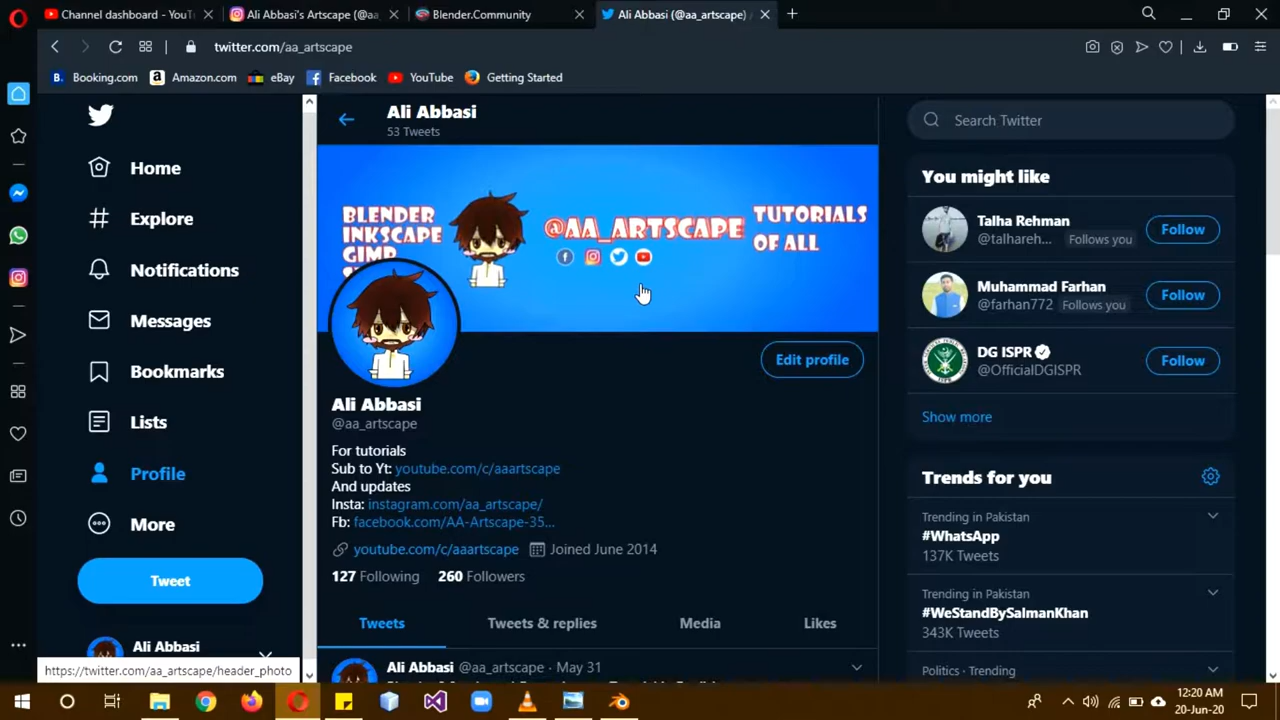 Channel dashboard - YouT
Ali Abbasi's Artscape (@aa_
Blender.Community
Ali Abbasi (@aa_artscape) /
twitter.com/aa_artscape
B.
Booking.com
Amazon.com
eBay
Facebook
YouTube
Getting Started
Ali Abbasi
53 Tweets
Search Twitter
Home
Explore
Notifications
Messages
Bookmarks
Lists
Profile
More
Tweet
Ali Abbasi
https://twitter.com/aa_artscape/header_photo
BLENDER
INKSCAPE
GIMP
@AA_ARTSCAPE
TUTORIALS
OF ALL
Edit profile
Ali Abbasi
@aa_artscape
For tutorials
Sub to Yt: youtube.com/c/aaartscape
And updates
Insta: instagram.com/aa_artscape/
Fb: facebook.com/AA-Artscape-35...
youtube.com/c/aaartscape Joined June 2014
127 Following 260 Followers
Tweets
Tweets & replies
Media
Likes
Ali Abbasi @aa_artscape · May 31
You might like
Talha Rehman
@talhareh... Follows you
Follow
Muhammad Farhan
@farhan772 Follows you
Follow
DG ISPR
@OfficialDGISPR
Follow
Show more
Trends for you
Trending in Pakistan
#WhatsApp
137K Tweets
Trending in Pakistan
#WeStandBySalmanKhan
343K Tweets
Politics · Trending
12:20 AM
20-Jun-20